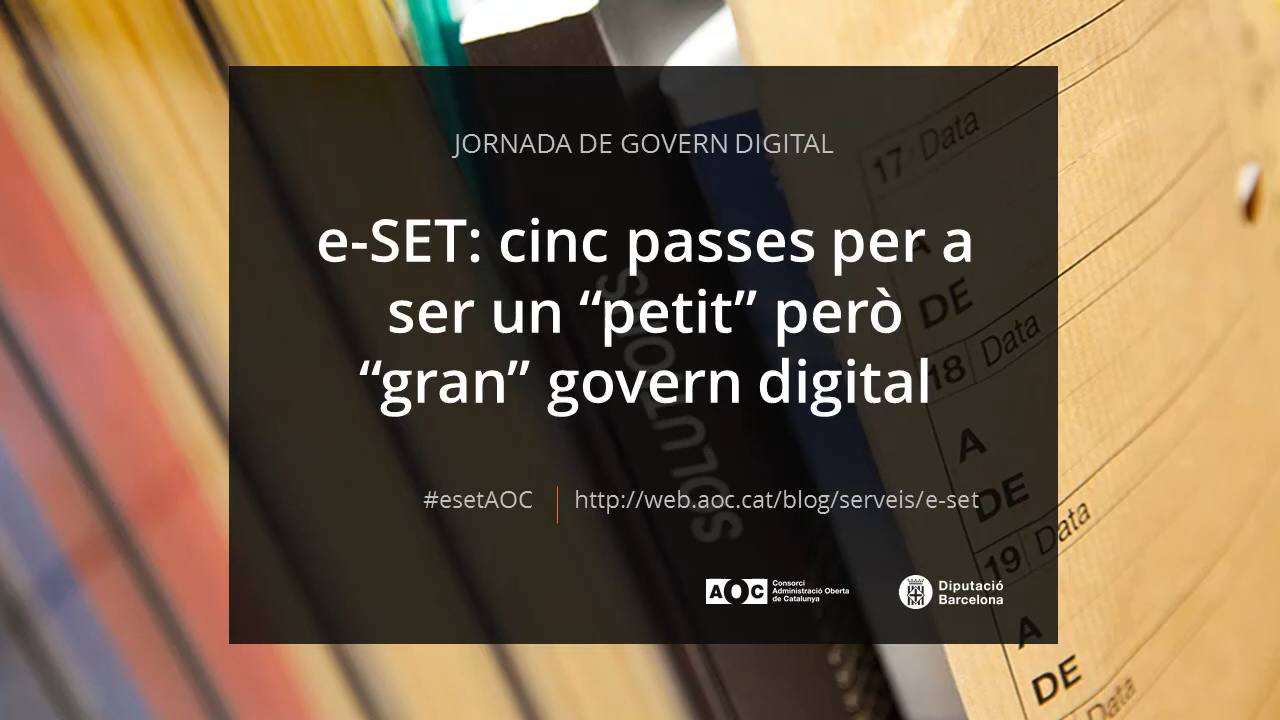 JORNADA DE GOVERN DIGITAL
e-SET: cinc passes per a
ser un “petit” però
“gran” govern digital
#esetAOC
http://web.aoc.cat/blog/serveis/e-set
AOC
Consorci
Administració Oberta
de Catalunya
Diputació
Barcelona
17 Data
A
DE
18 Data
A
DE
19 Data
A
DE
Data
SOLUTIONS